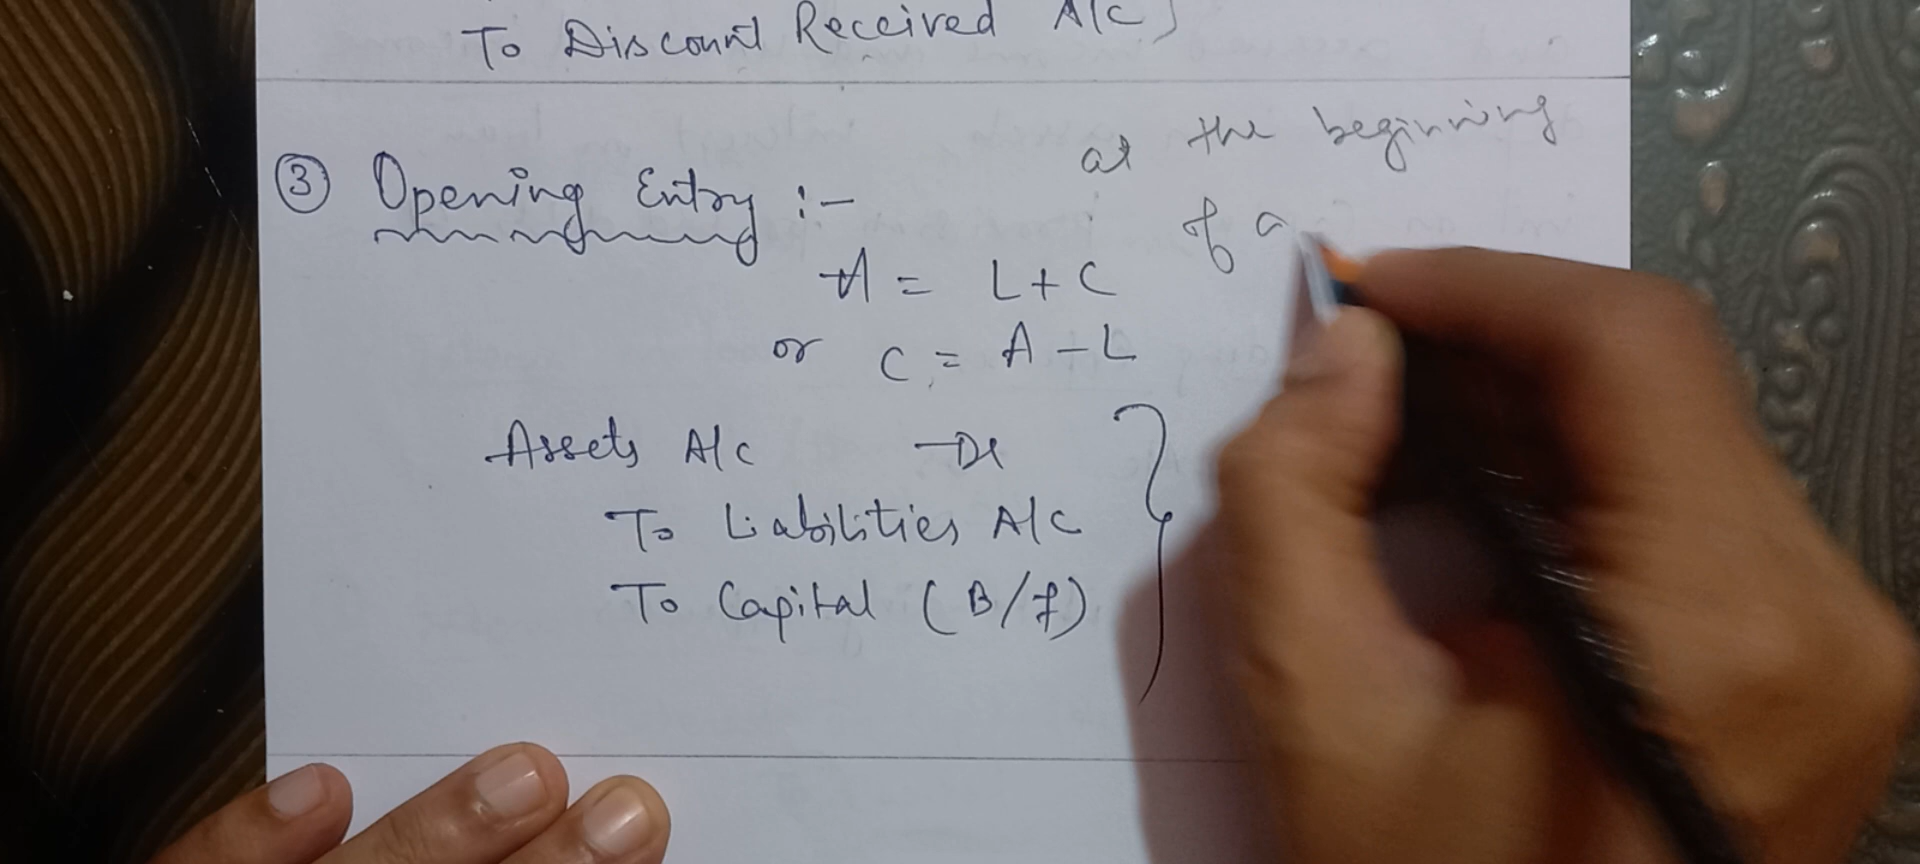 To Discount Received A/C
at the beginning
③ Opening Entry :-
of a
A = L + C
or C = A - L
Assets A/c Dr
To Liabilities A/C
To Capital (B/f)